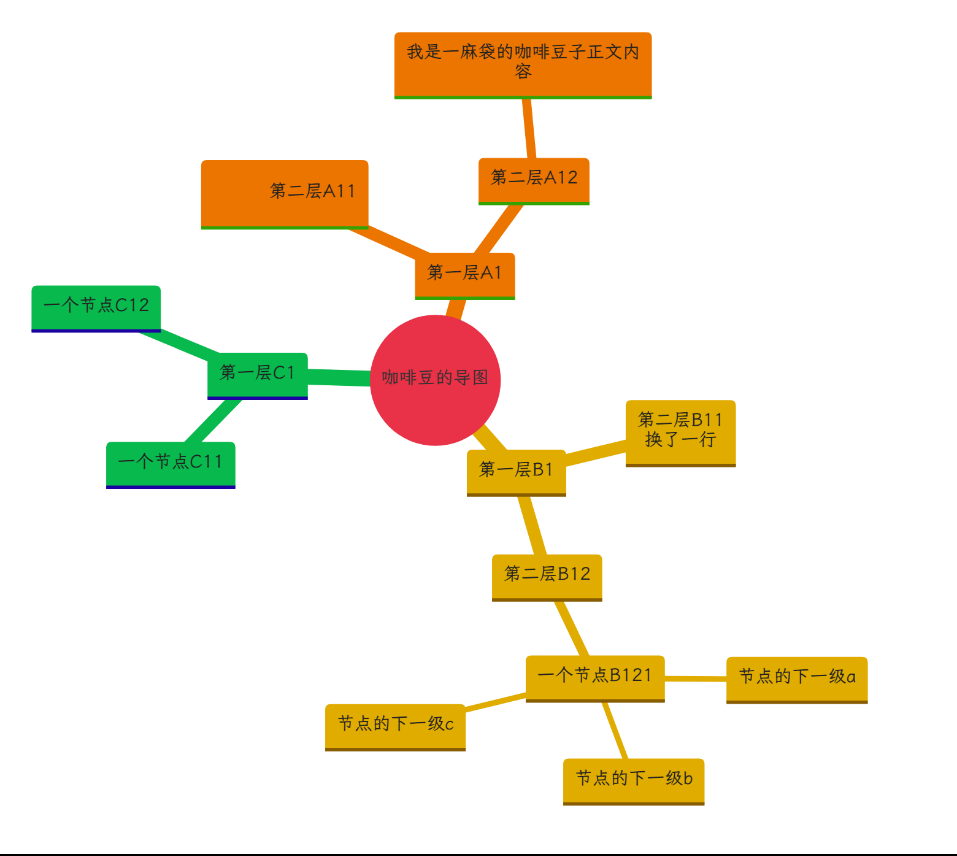 我是一麻袋的咖啡豆子正文内
容
第二层A12
第二层A11
第一层A1
一个节点C12
第一层C1
咖啡豆的导图
一个节点C11
第二层B11
换了一行
第一层B1
第二层B12
一个节点B121
节点的下一级a
节点的下一级c
节点的下一级b